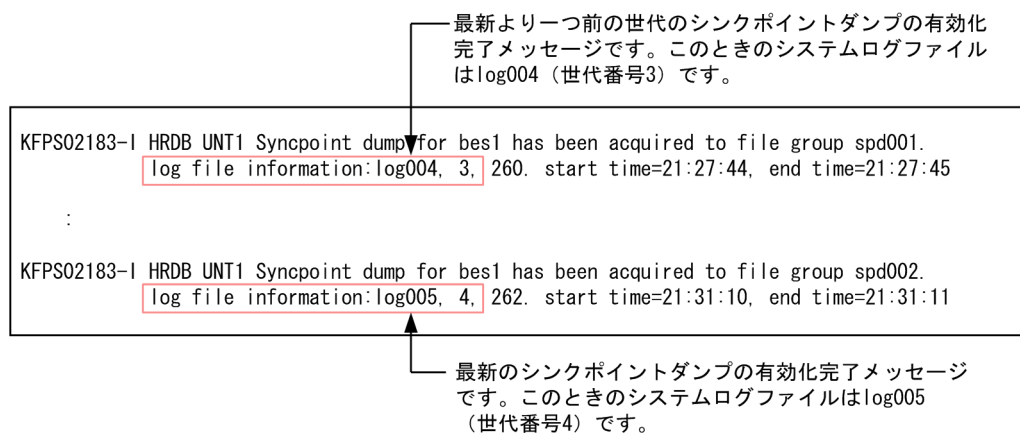 最新より一つ前の世代のシンクポイントダンプの有効化
完了メッセージです。このときのシステムログファイル
はlog004（世代番号3）です。
KFPS02183-I HRDB UNT1 Syncpoint dump for bes1 has been acquired to file group spd001.
log file information:log004, 3, 260. start time=21:27:44, end time=21:27:45
:
KFPS02183-I HRDB UNT1 Syncpoint dump for bes1 has been acquired to file group spd002.
log file information:log005, 4, 262. start time=21:31:10, end time=21:31:11
最新のシンクポイントダンプの有効化完了メッセージ
です。このときのシステムログファイルはlog005
（世代番号4）です。